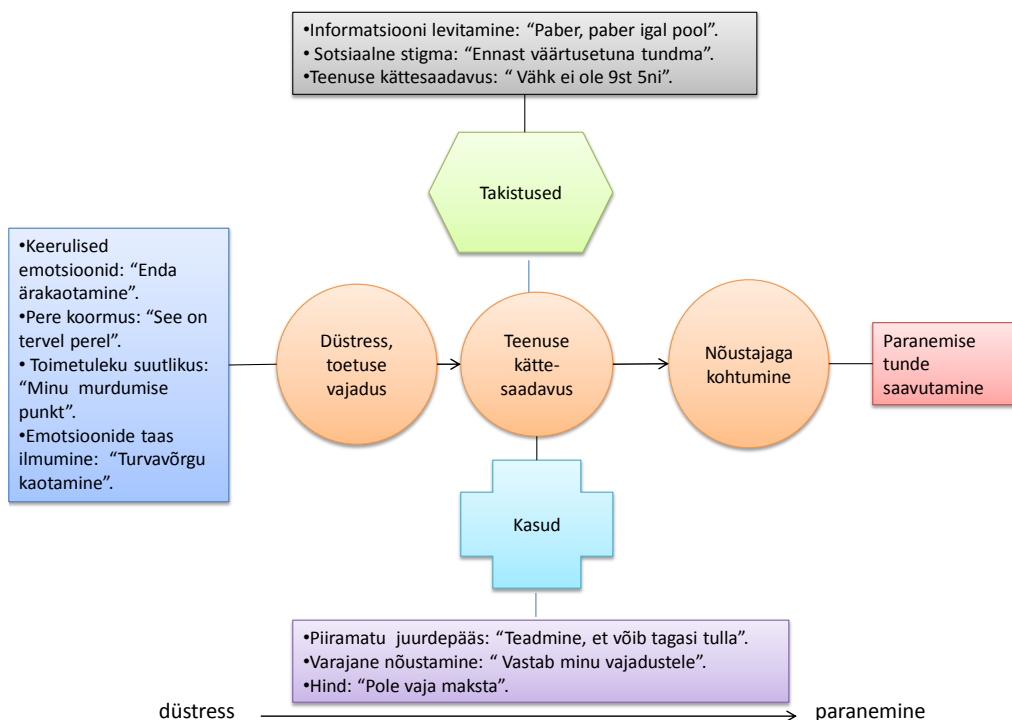 •Informatsiooni levitamine: “Paber, paber igal pool”.
• Sotsiaalne stigma: “Ennast väärtusetuna tundma”.
•Teenuse kättesaadavus: “ Vähk ei ole 9st 5ni”.
Takistused
•Keerulised
emotsioonid: “Enda
ärakaotamine”.
•Pere koormus: “See on
tervel perel”.
• Toimetuleku suutlikus:
“Minu murdumise
punkt”.
•Emotsioonide taas
ilmumine: “Turvavõrgu
kaotamine”.
Düstress,
toetuse
vajadus
Teenuse
kätte-
saadavus
Nõustajaga
kohtumine
Paranemise
tunde
saavutamine
Kasud
•Piiramatu juurdepääs: “Teadmine, et võib tagasi tulla”.
•Varajane nõustamine: “ Vastab minu vajadustele”.
•Hind: “Pole vaja maksta”.
düstress
paranemine